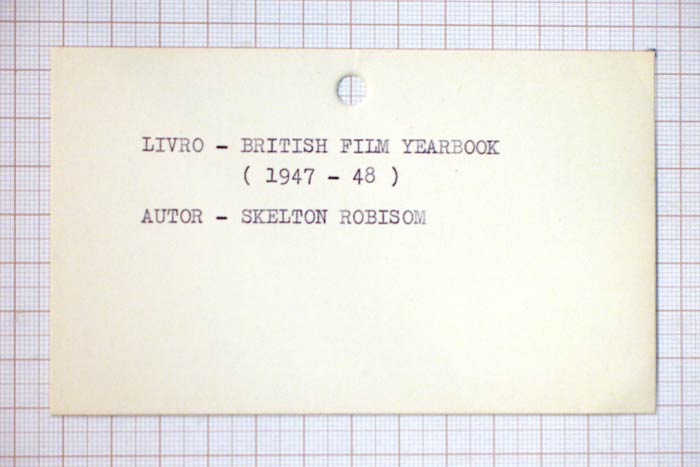 LIVRO - BRITISH FILM YEARBOOK
( 1947 - 48 )
AUTOR - SKELTON ROBISOM